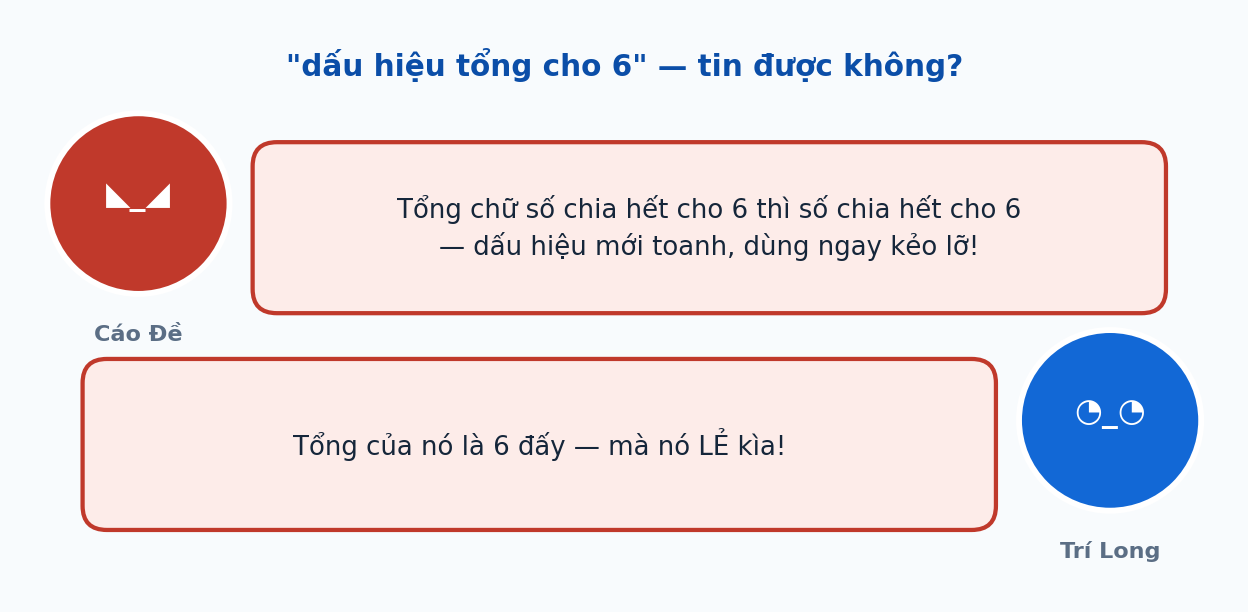 "dấu hiệu tổng cho 6" — tin được không?
Tổng chữ số chia hết cho 6 thì số chia hết cho 6
— dấu hiệu mới toanh, dùng ngay kẻo lỡ!
Cáo Đề
Tổng của nó là 6 đấy — mà nó LẺ kìa!
Trí Long